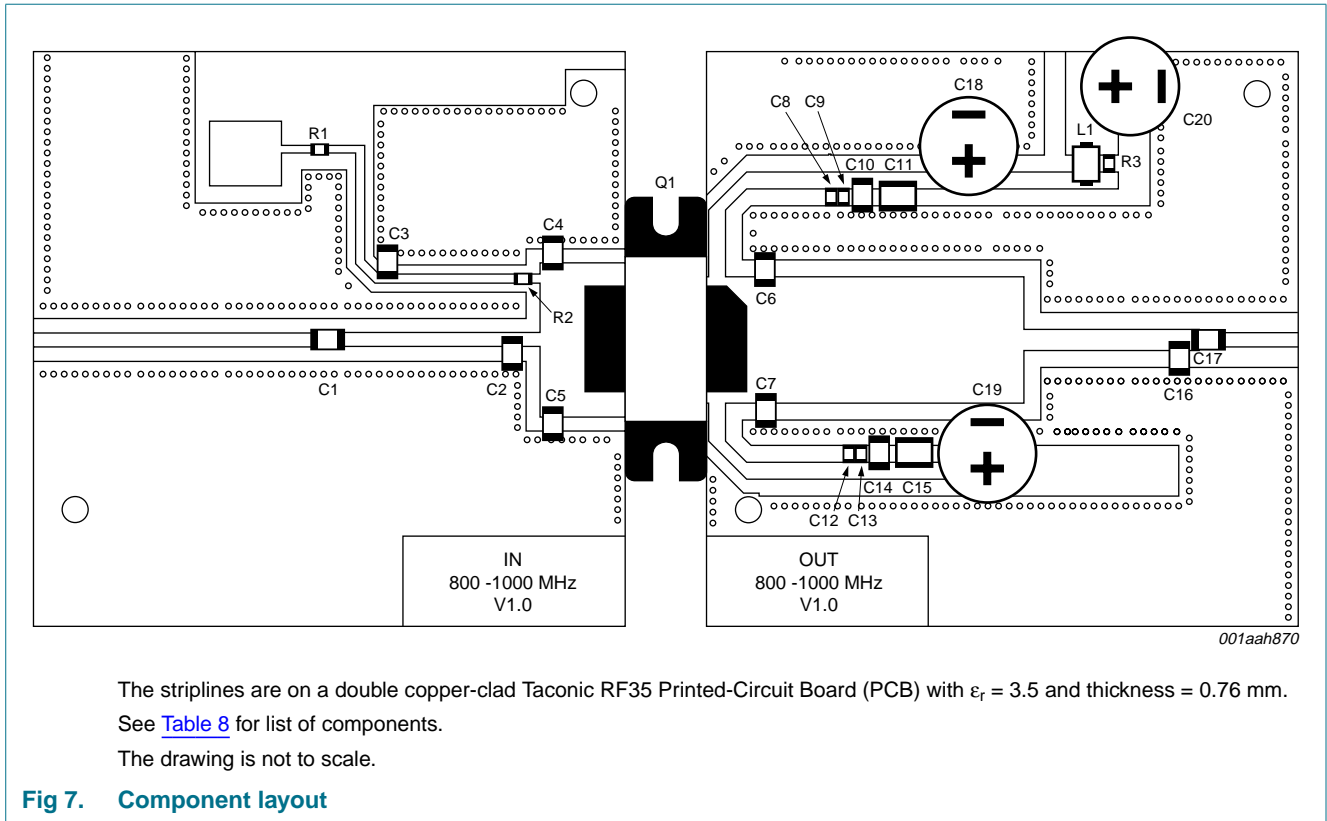 C18
C20
C8 C9
L1
R1
R3
C10 C11
Q1
C3
C4
C6
R2
C17
C1
C2
C5
C7
C19
C16
C14 C15
C12 C13
IN
800 -1000 MHz
V1.0
OUT
800 -1000 MHz
V1.0
001aah870
The striplines are on a double copper-clad Taconic RF35 Printed-Circuit Board (PCB) with εr = 3.5 and thickness = 0.76 mm.
See Table 8 for list of components.
The drawing is not to scale.
Fig 7. Component layout